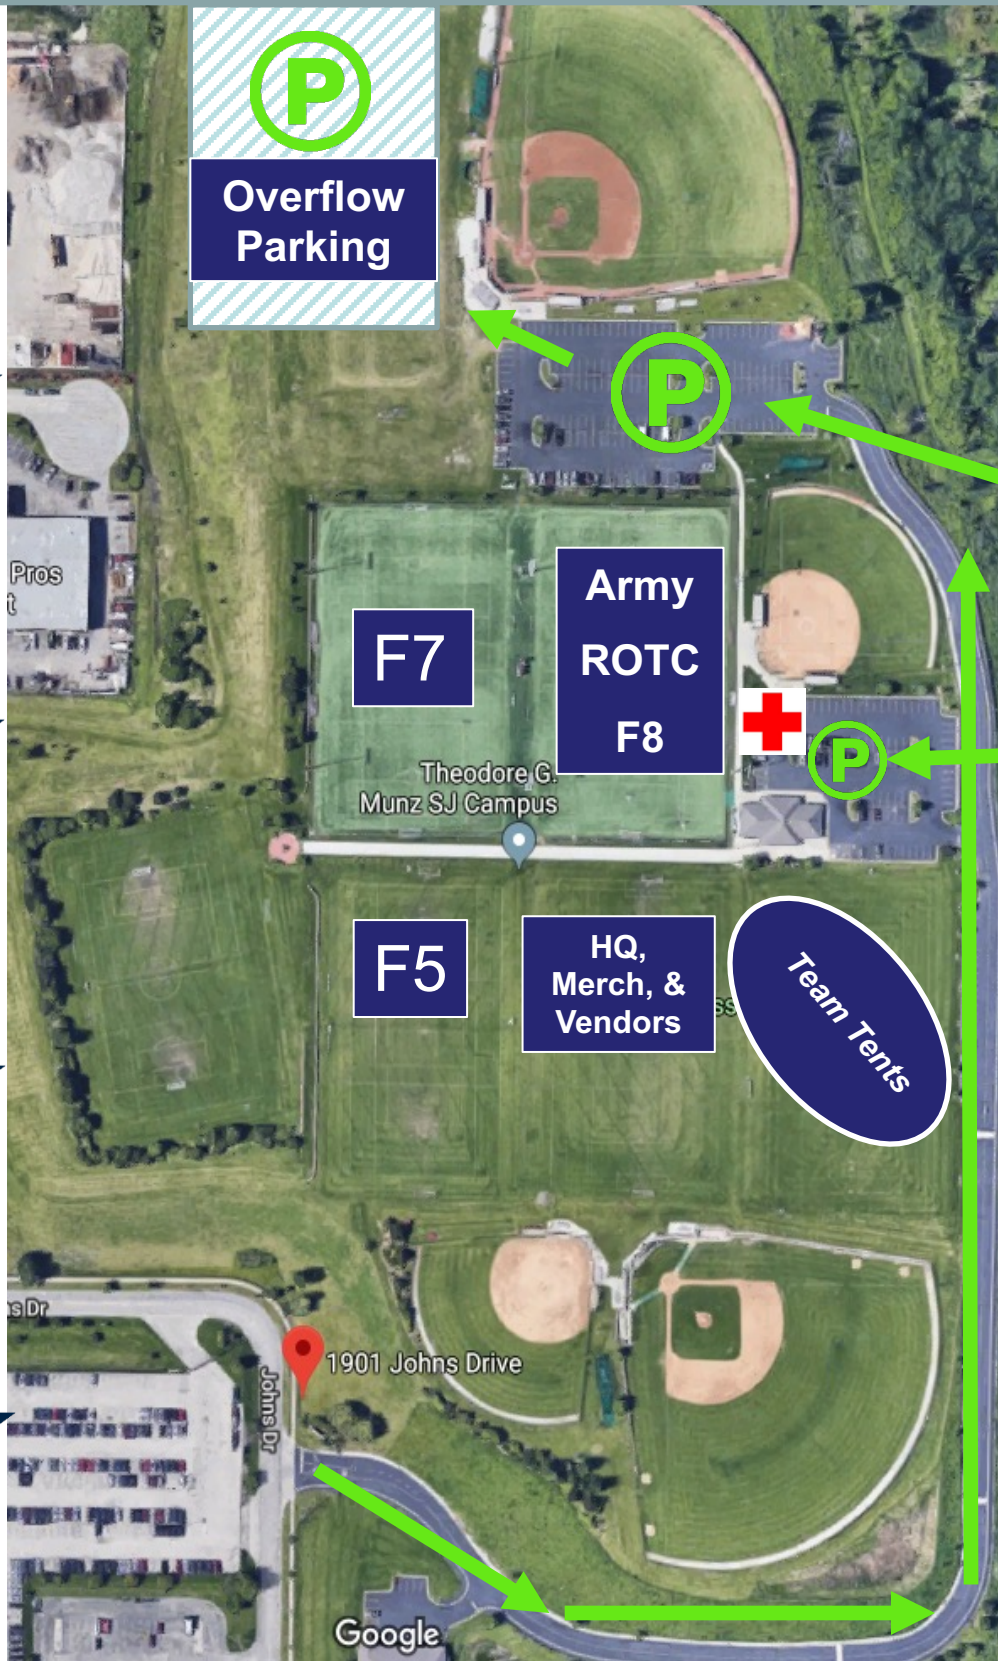 P
Overflow
Parking
P
Pros
t
F7
Army
ROTC
F8
P
Theodore G.
Munz SJ Campus
F5
HQ,
Merch, &
Vendors
ss
Team Tents
s Dr
1901 Johns Drive
Johns Dr
Google